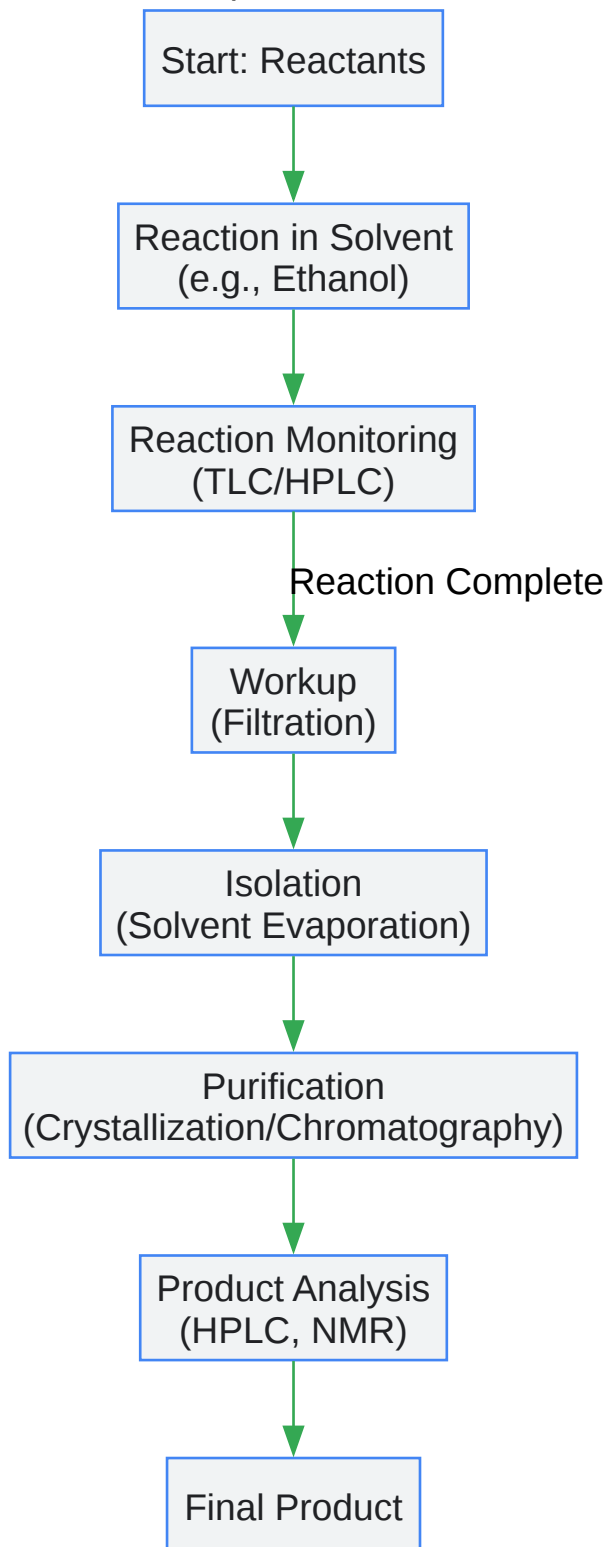 Start: Reactants
Reaction in Solvent
(e.g., Ethanol)
Reaction Monitoring
(TLC/HPLC)
Reaction Complete
Workup
(Filtration)
Isolation
(Solvent Evaporation)
Purification
(Crystallization/Chromatography)
Product Analysis
(HPLC, NMR)
Final Product